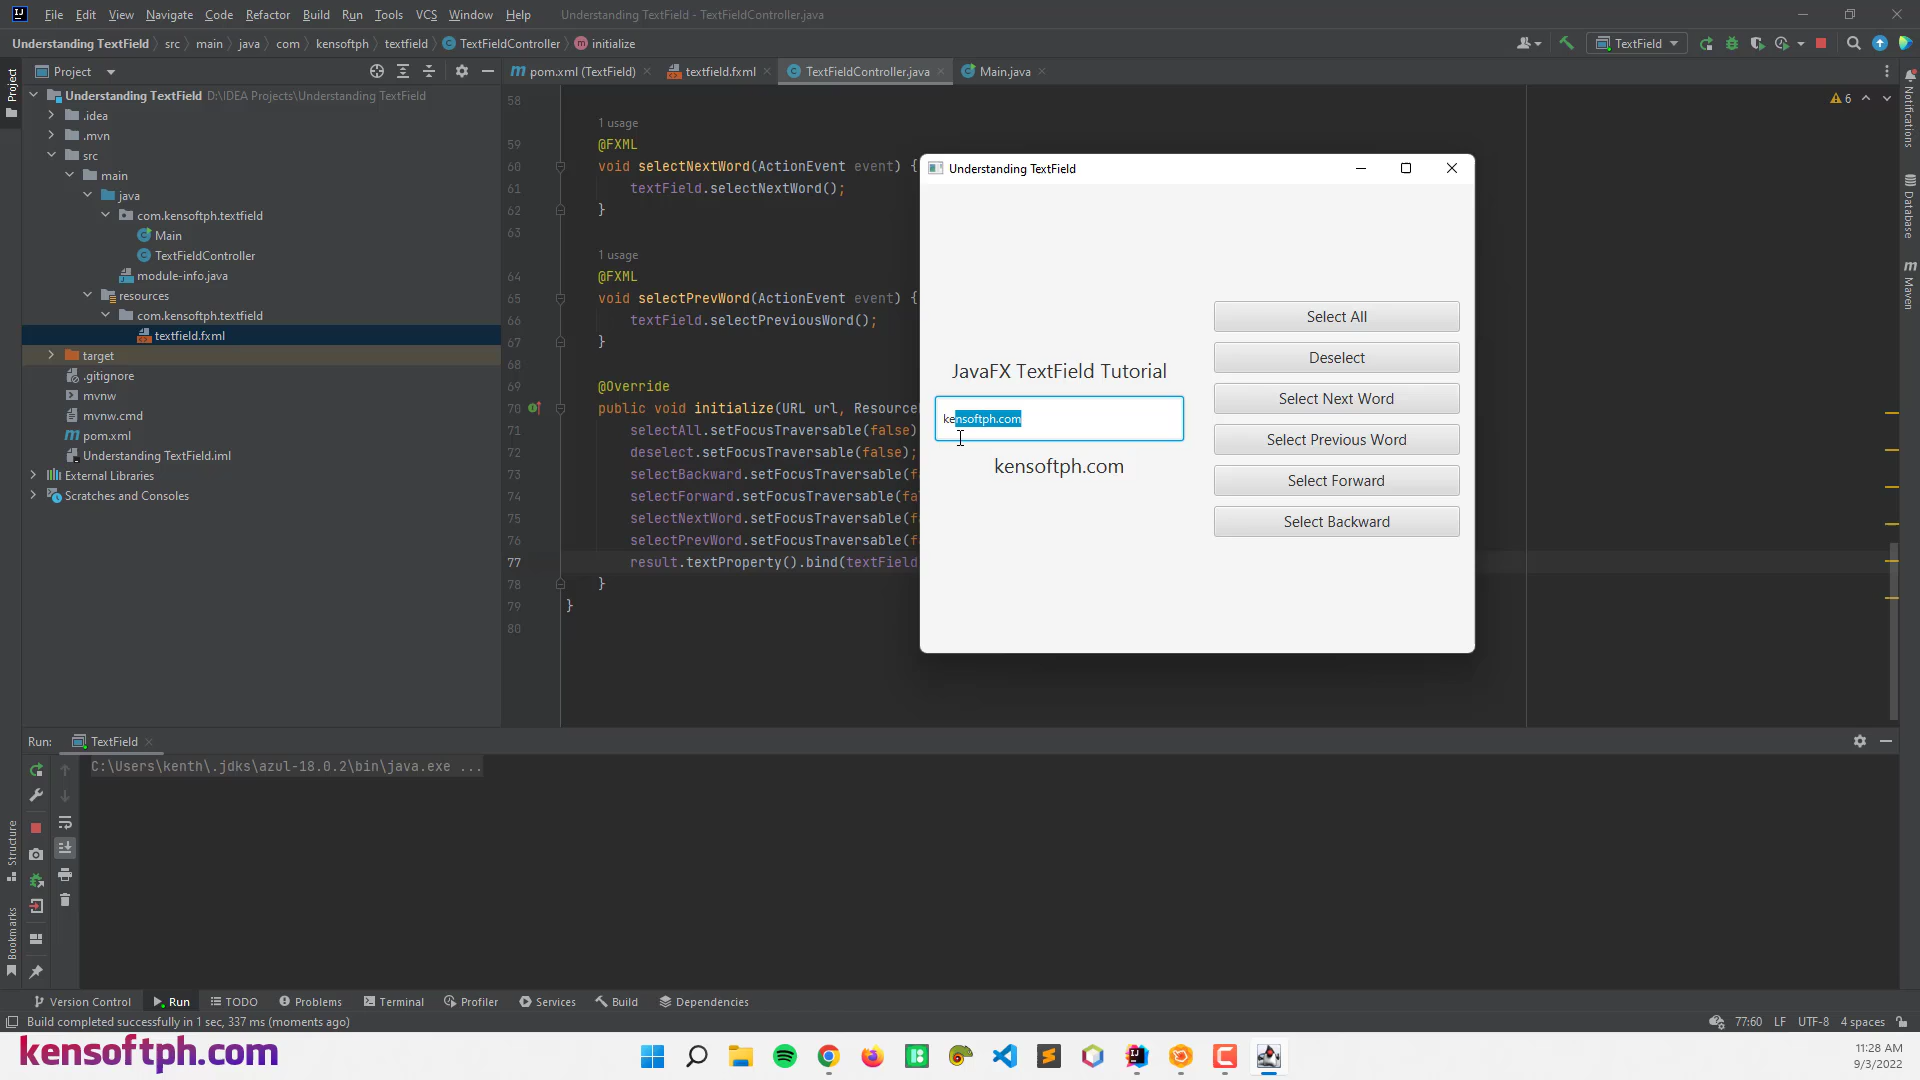 File Edit View Navigate Code Refactor Build Run Tools VCS Window Help Understanding TextField - TextFieldController.java
Understanding TextField src main java com kensoftph textfield TextFieldController initialize TextField
Project
Understanding TextField D:\IDEA Projects\Understanding TextField
.idea
.mvn
src
main
java
com.kensoftph.textfield
Main
TextFieldController
module-info.java
resources
com.kensoftph.textfield
textfield.fxml
target
.gitignore
mvnw
mvnw.cmd
pom.xml
Understanding TextField.iml
External Libraries
Scratches and Consoles
Project
Structure
Bookmarks
pom.xml (TextField) textfield.fxml TextFieldController.java Main.java
6
58
1 usage
59 @FXML
60 void selectNextWord(ActionEvent event) {
61 textField.selectNextWord();
62 }
63
1 usage
64 @FXML
65 void selectPrevWord(ActionEvent event) {
66 textField.selectPreviousWord();
67 }
68
69 @Override
70 public void initialize(URL url, Resource
71 selectAll.setFocusTraversable(false)
72 deselect.setFocusTraversable(false);
73 selectBackward.setFocusTraversable(f
74 selectForward.setFocusTraversable(fa
75 selectNextWord.setFocusTraversable(f
76 selectPrevWord.setFocusTraversable(f
77 result.textProperty().bind(textField
78 }
79 }
80
Notifications
Database
Maven
Understanding TextField
JavaFX TextField Tutorial
kensoftph.com
kensoftph.com
Select All
Deselect
Select Next Word
Select Previous Word
Select Forward
Select Backward
Run: TextField
C:\Users\kenth\.jdks\azul-18.0.2\bin\java.exe ...
Version Control Run TODO Problems Terminal Profiler Services Build Dependencies
Build completed successfully in 1 sec, 337 ms (moments ago) 77:60 LF UTF-8 4 spaces
kensoftph.com
11:28 AM
9/3/2022